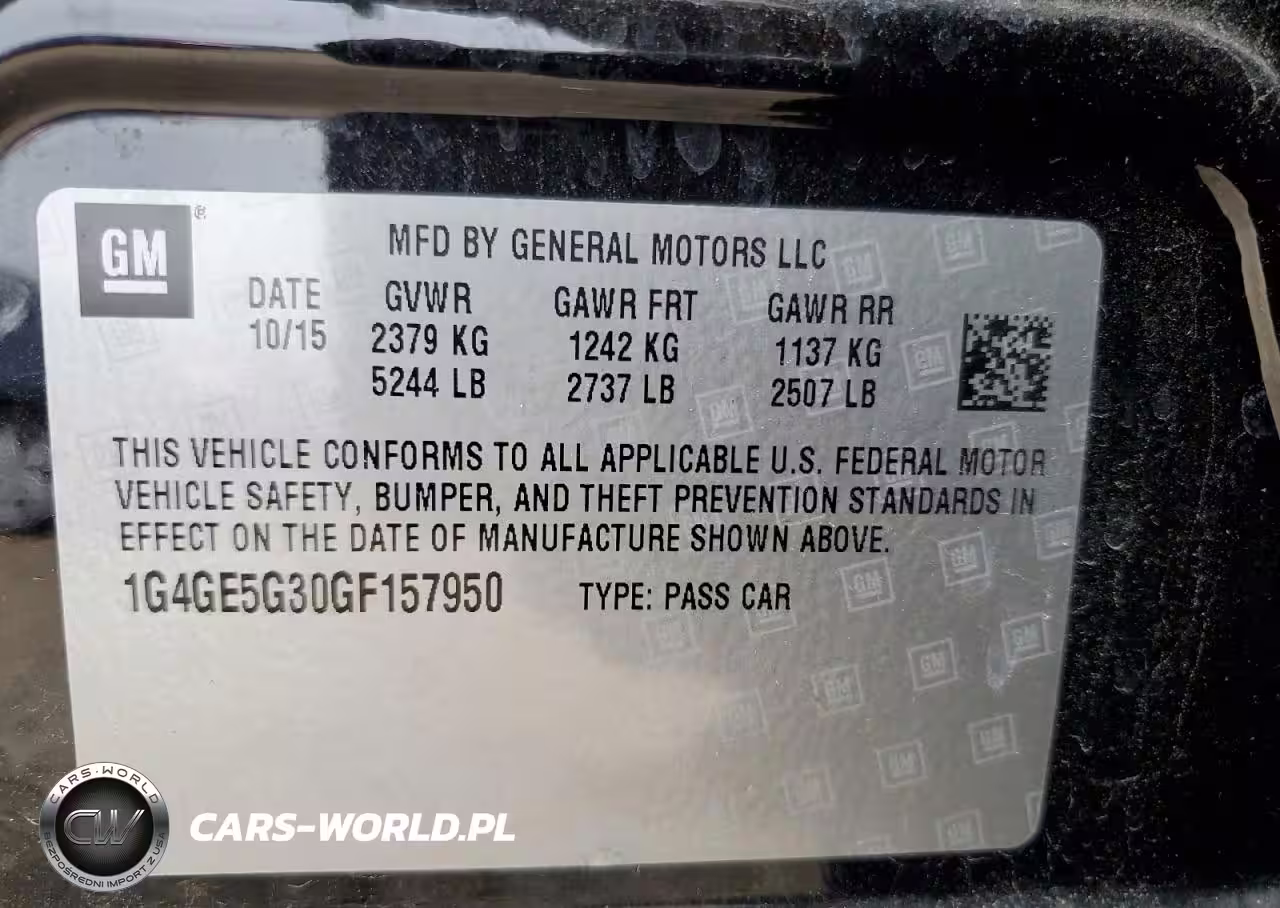 GM
MFD BY GENERAL MOTORS LLC
DATE GVWR GAWR FRT GAWR RR
10/15 2379 KG 1242 KG 1137 KG
5244 LB 2737 LB 2507 LB
THIS VEHICLE CONFORMS TO ALL APPLICABLE U.S. FEDERAL MOTOR
VEHICLE SAFETY, BUMPER, AND THEFT PREVENTION STANDARDS IN
EFFECT ON THE DATE OF MANUFACTURE SHOWN ABOVE.
1G4GE5G30GF157950 TYPE: PASS CAR
CARS-WORLD
CW
BEZPOŚREDNI IMPORT Z USA
CARS-WORLD.PL